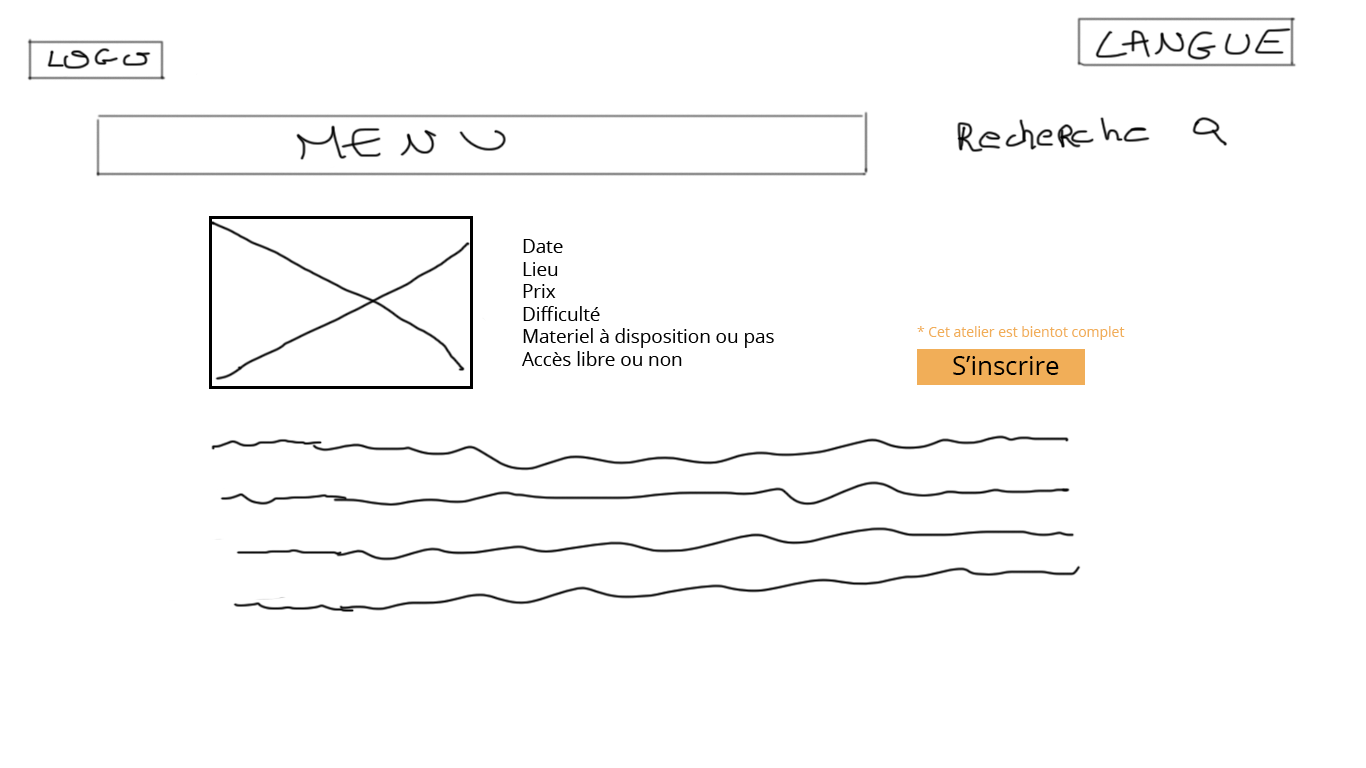 LOGO
LANGUE
MENU
Recherche
Date
Lieu
Prix
Difficulté
Materiel à disposition ou pas
Accès libre ou non
* Cet atelier est bientot complet
S’inscrire